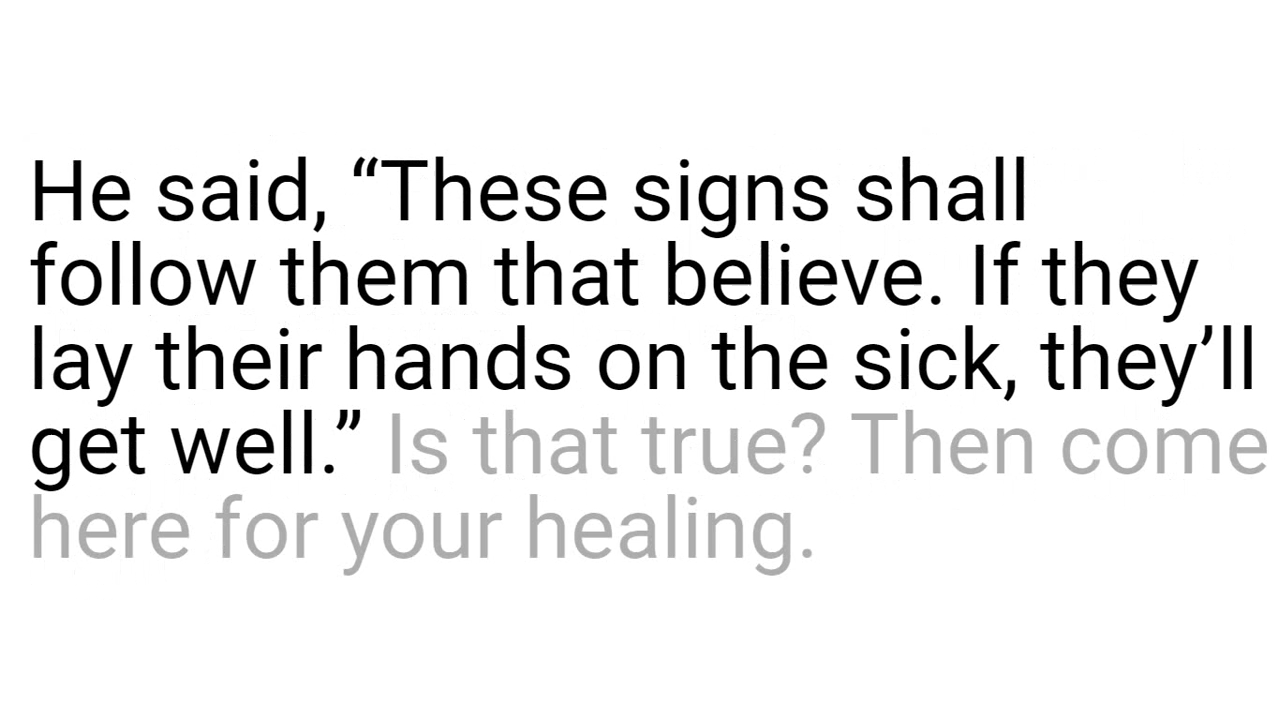 He said, “These signs shall
follow them that believe. If they
lay their hands on the sick, they’ll
get well.” Is that true? Then come
here for your healing.